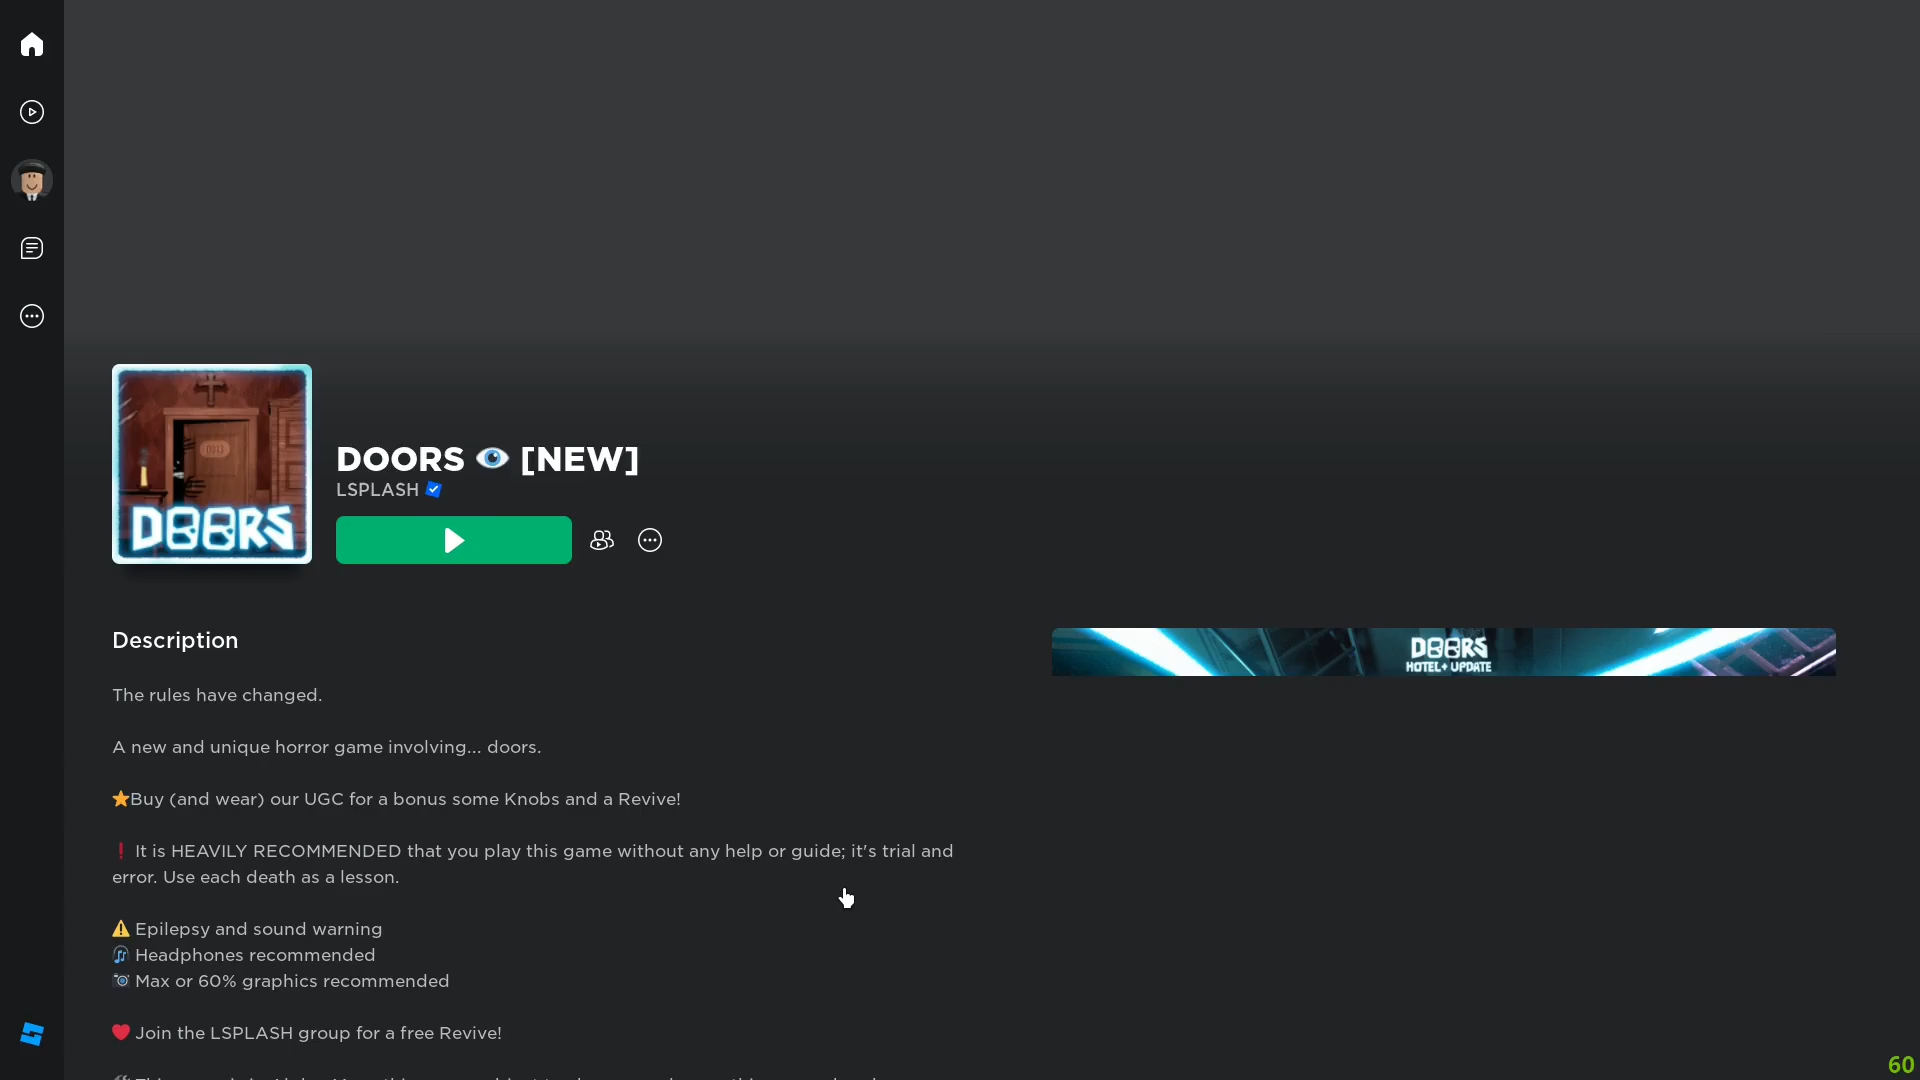 DOORS 👁 [NEW]
LSPLASH
DOORS
Description
The rules have changed.
A new and unique horror game involving... doors.
⭐Buy (and wear) our UGC for a bonus some Knobs and a Revive!
❗ It is HEAVILY RECOMMENDED that you play this game without any help or guide; it's trial and
error. Use each death as a lesson.
⚠ Epilepsy and sound warning
🎧 Headphones recommended
📷 Max or 60% graphics recommended
❤ Join the LSPLASH group for a free Revive!
DOORS
HOTEL+ UPDATE
60